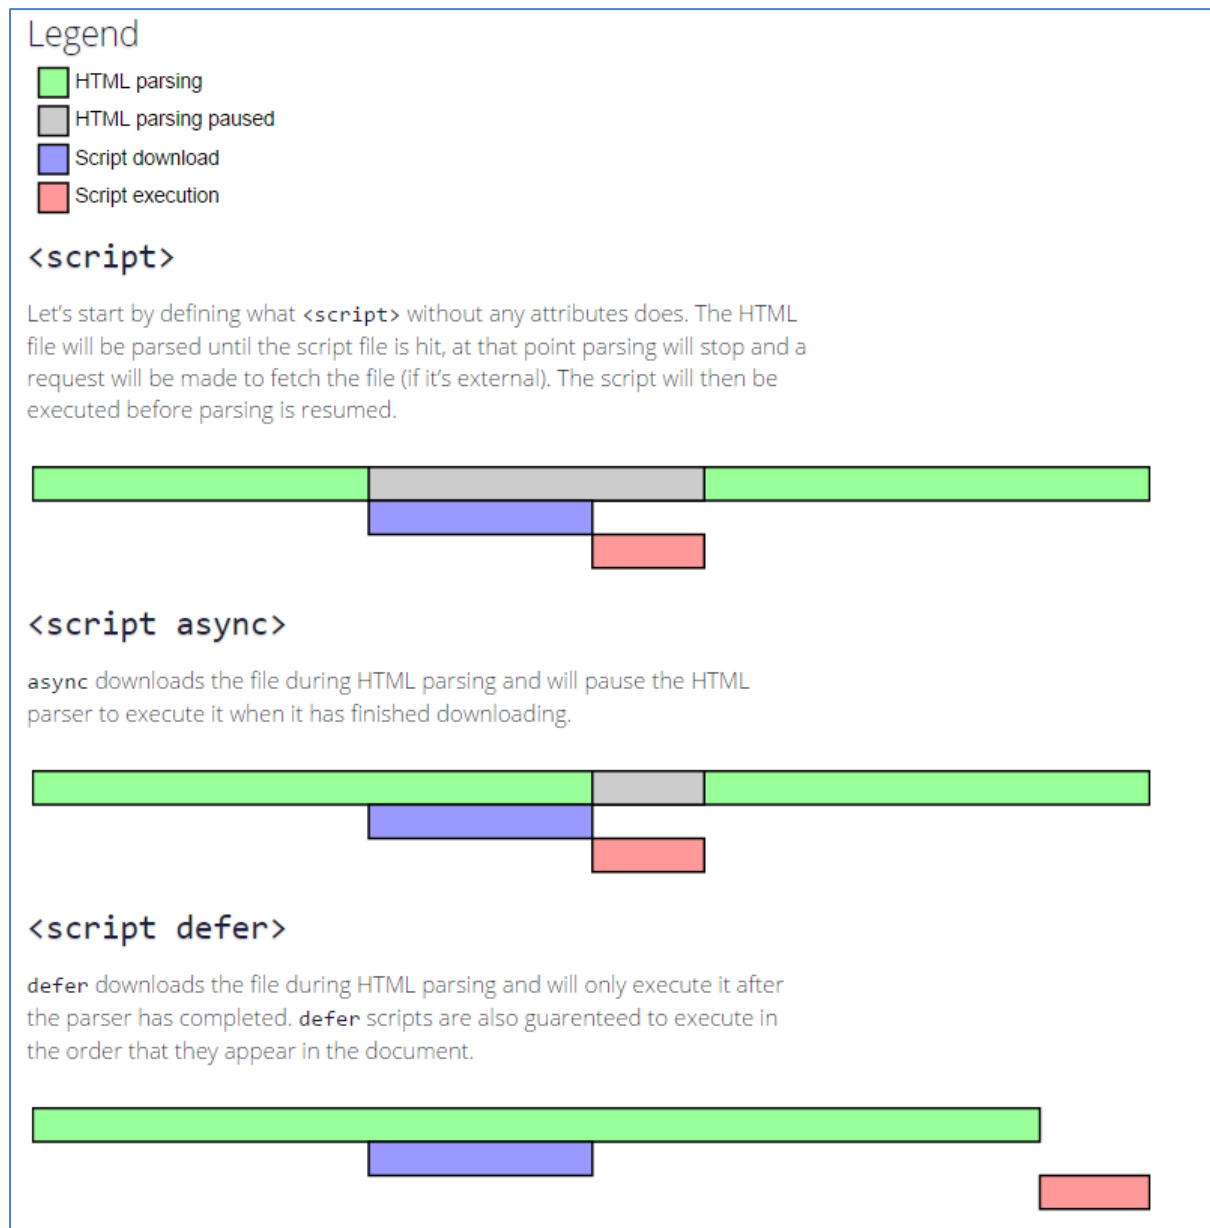 Legend
HTML parsing
HTML parsing paused
Script download
Script execution
<script>
Let's start by defining what <script> without any attributes does. The HTML
file will be parsed until the script file is hit, at that point parsing will stop and a
request will be made to fetch the file (if it's external). The script will then be
executed before parsing is resumed.
<script async>
async downloads the file during HTML parsing and will pause the HTML
parser to execute it when it has finished downloading.
<script defer>
defer downloads the file during HTML parsing and will only execute it after
the parser has completed. defer scripts are also guarenteed to execute in
the order that they appear in the document.